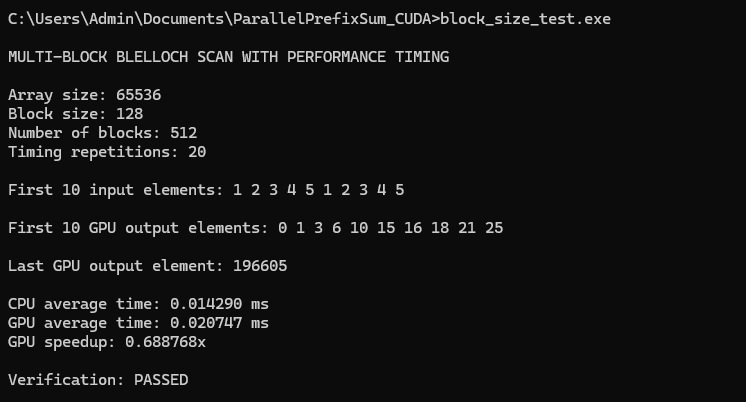 C:\Users\Admin\Documents\ParallelPrefixSum_CUDA>block_size_test.exe
MULTI-BLOCK BLELLOCH SCAN WITH PERFORMANCE TIMING
Array size: 65536
Block size: 128
Number of blocks: 512
Timing repetitions: 20
First 10 input elements: 1 2 3 4 5 1 2 3 4 5
First 10 GPU output elements: 0 1 3 6 10 15 16 18 21 25
Last GPU output element: 196605
CPU average time: 0.014290 ms
GPU average time: 0.020747 ms
GPU speedup: 0.688768x
Verification: PASSED